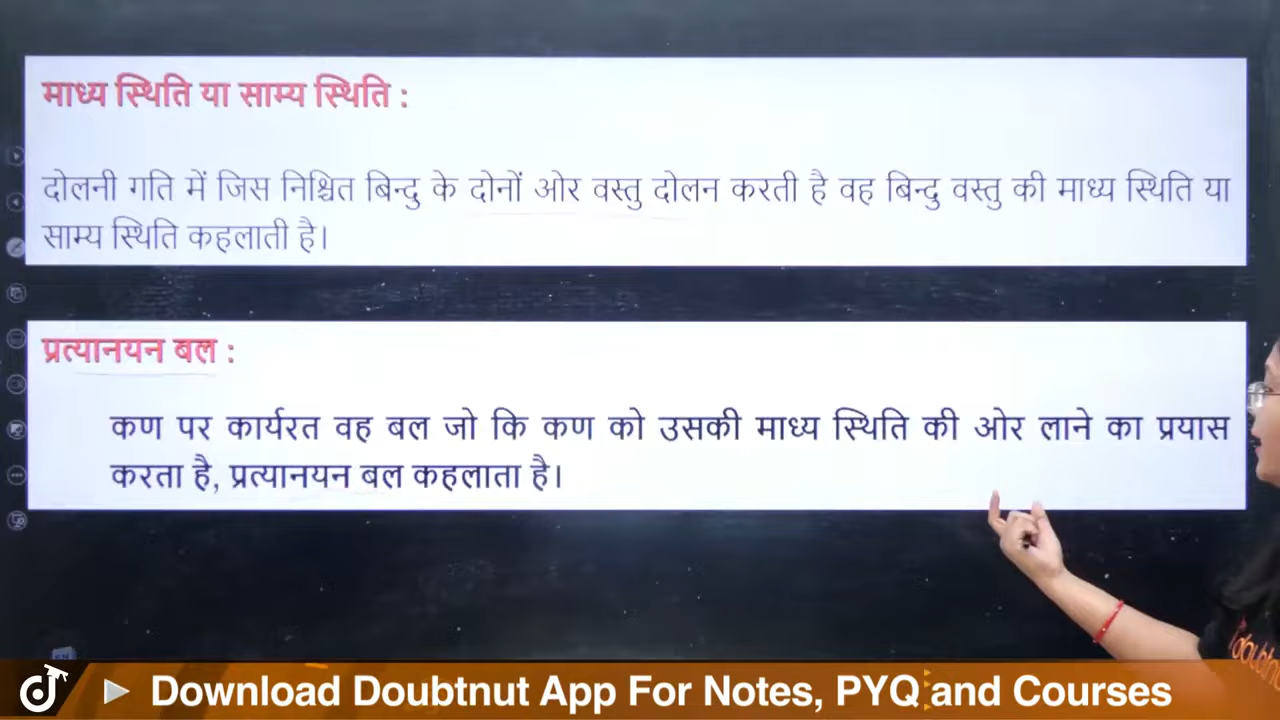 माध्य स्थिति या साम्य स्थिति :
दोलनी गति में जिस निश्चित बिन्दु के दोनों ओर वस्तु दोलन करती है वह बिन्दु वस्तु की माध्य स्थिति या
साम्य स्थिति कहलाती है।
प्रत्यानयन बल :
कण पर कार्यरत वह बल जो कि कण को उसकी माध्य स्थिति की ओर लाने का प्रयास
करता है, प्रत्यानयन बल कहलाता है।
Download Doubtnut App For Notes, PYQ and Courses